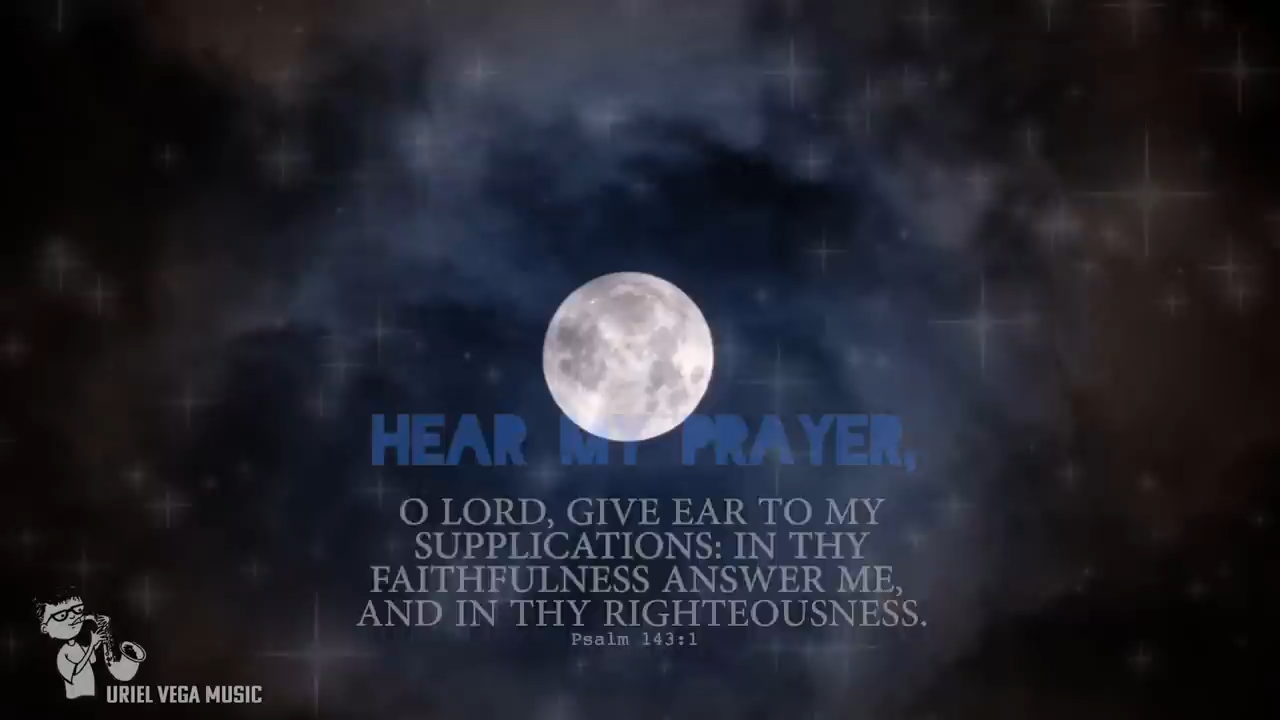 HEAR MY PRAYER,
O LORD, GIVE EAR TO MY
SUPPLICATIONS: IN THY
FAITHFULNESS ANSWER ME,
AND IN THY RIGHTEOUSNESS.
Psalm 143:1
URIEL VEGA MUSIC